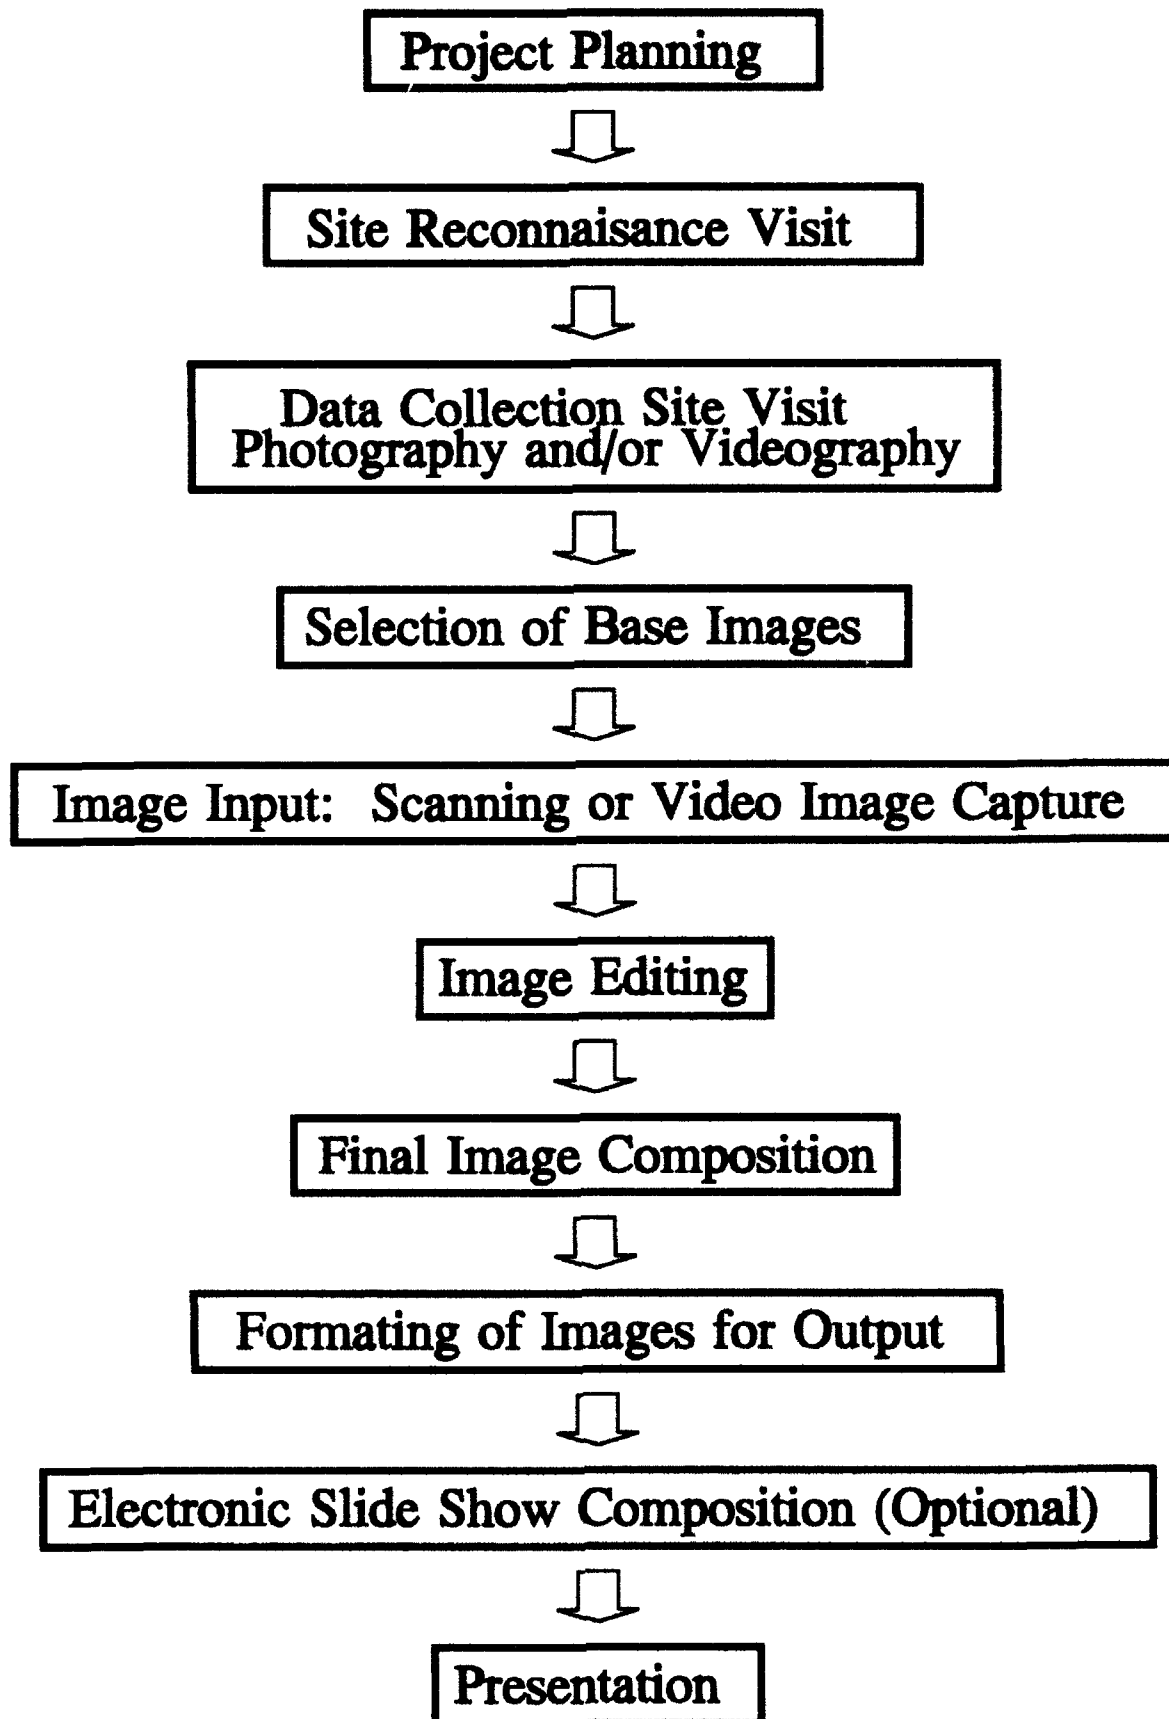 Project Planning
Site Reconnaisance Visit
Data Collection Site Visit
Photography and/or Videography
Selection of Base Images
Image Input: Scanning or Video Image Capture
Image Editing
Final Image Composition
Formating of Images for Output
Electronic Slide Show Composition (Optional)
Presentation